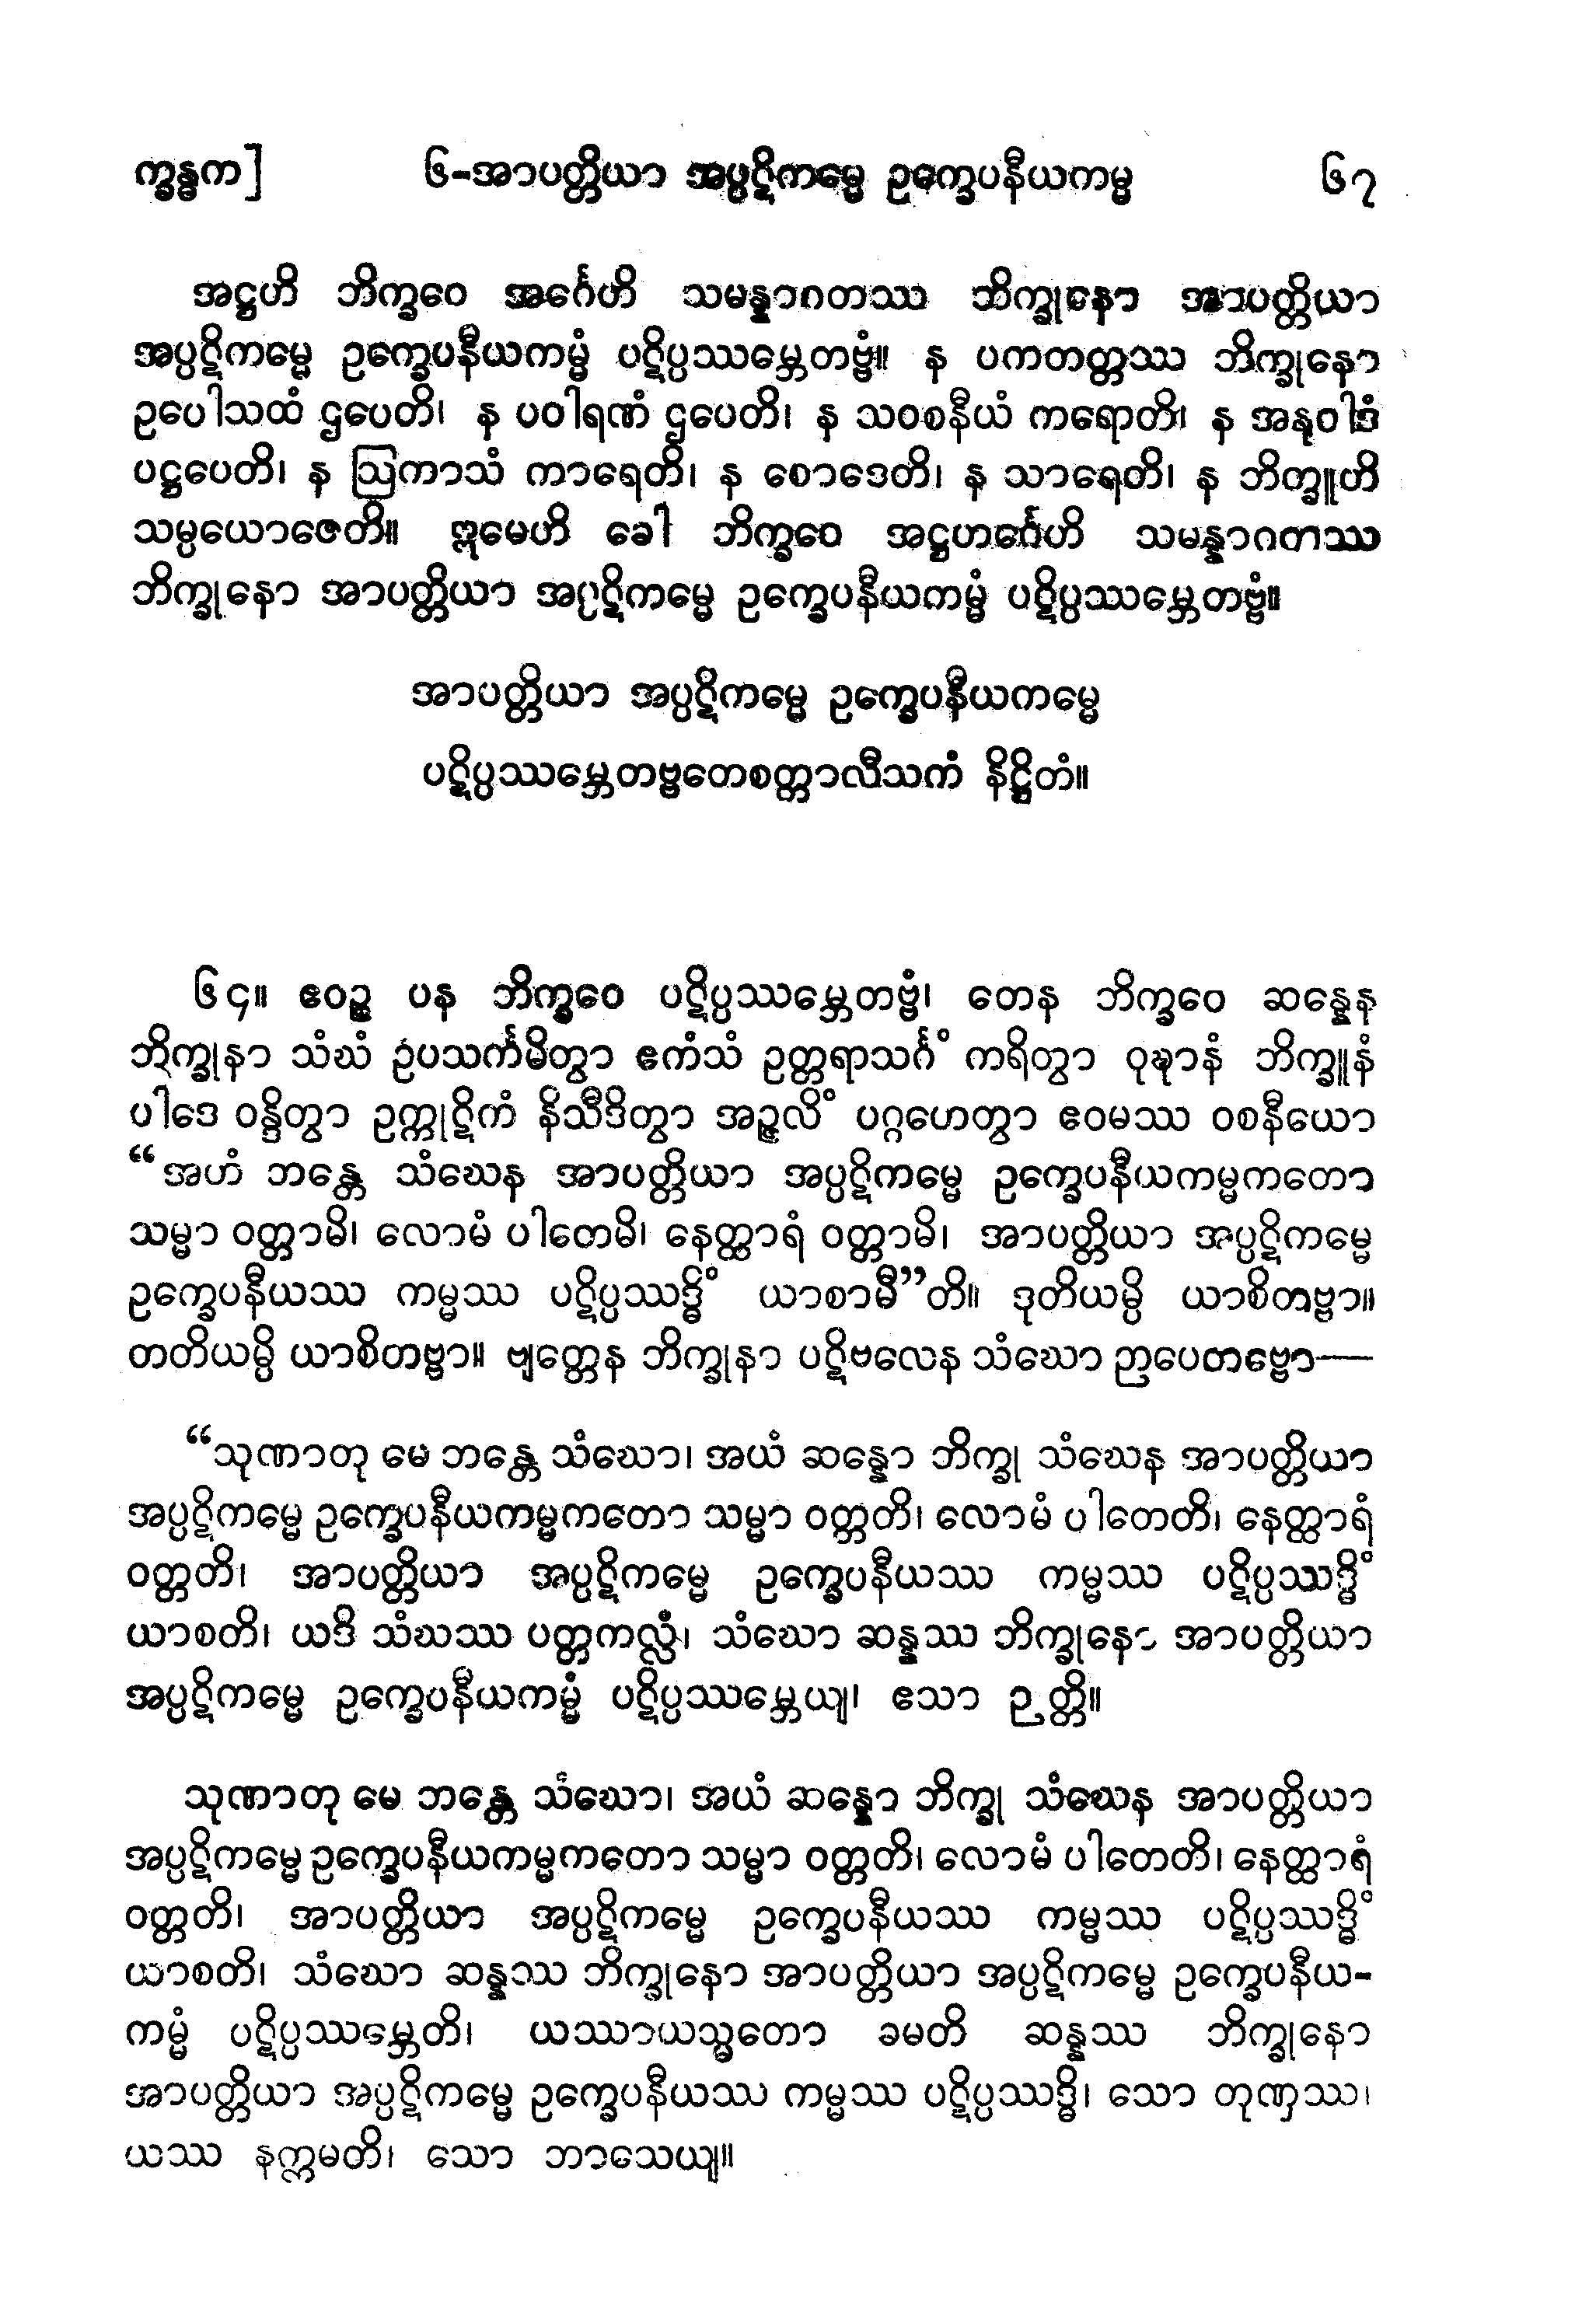 က္ခန္ဓက] ၆-အာပတ္တိယာ အပ္ပဋိကမ္မေ ဥက္ခေပနီယကမ္မ ၆၇
အဋ္ဌဟိ ဘိက္ခဝေ အင်္ဂေဟိ သမန္နာဂတဿ ဘိက္ခုနော အာပတ္တိယာ
အပ္ပဋိကမ္မေ ဥက္ခေပနီယကမ္မံ ပဋိပ္ပဿမ္ဘေတဗ္ဗံ။ န ပကတတ္တဿ ဘိက္ခုနော
ဥပေါသထံ ဌပေတိ၊ န ပဝါရဏံ ဌပေတိ၊ န သဝစနီယံ ကရောတိ၊ န အနုဝါဒံ
ပဋ္ဌပေတိ၊ န ဩကာသံ ကာရေတိ၊ န စောဒေတိ၊ န သာရေတိ၊ န ဘိက္ခူဟိ
သမ္ပယောဇေတိ။ ဣမေဟိ ခေါ ဘိက္ခဝေ အဋ္ဌဟင်္ဂေဟိ သမန္နာဂတဿ
ဘိက္ခုနော အာပတ္တိယာ အပ္ပဋိကမ္မေ ဥက္ခေပနီယကမ္မံ ပဋိပ္ပဿမ္ဘေတဗ္ဗံ။
အာပတ္တိယာ အပ္ပဋိကမ္မေ ဥက္ခေပနီယကမ္မေ
ပဋိပ္ပဿမ္ဘေတဗ္ဗတေစတ္တာလီသကံ နိဋ္ဌိတံ။
၆၄။ ဧဝဉ္စ ပန ဘိက္ခဝေ ပဋိပ္ပဿမ္ဘေတဗ္ဗံ၊ တေန ဘိက္ခဝေ ဆန္နေန
ဘိက္ခုနာ သံဃံ ဥပသင်္ကမိတွာ ဧကံသံ ဥတ္တရာသင်္ဂံ ကရိတွာ ဝုဍ္ဎာနံ ဘိက္ခူနံ
ပါဒေ ဝန္ဒိတွာ ဥက္ကုဋိကံ နိသီဒိတွာ အဉ္ဇလိံ ပဂ္ဂဟေတွာ ဧဝမဿ ဝစနီယော
“အဟံ ဘန္တေ သံဃေန အာပတ္တိယာ အပ္ပဋိကမ္မေ ဥက္ခေပနီယကမ္မကတော
သမ္မာ ဝတ္တာမိ၊ လောမံ ပါတေမိ၊ နေတ္ထာရံ ဝတ္တာမိ၊ အာပတ္တိယာ အပ္ပဋိကမ္မေ
ဥက္ခေပနီယဿ ကမ္မဿ ပဋိပ္ပဿဒ္ဓိံ ယာစာမီ”တိ။ ဒုတိယမ္ပိ ယာစိတဗ္ဗာ။
တတိယမ္ပိ ယာစိတဗ္ဗာ။ ဗျတ္တေန ဘိက္ခုနာ ပဋိဗလေန သံဃော ဉာပေတဗ္ဗော—
“သုဏာတု မေ ဘန္တေ သံဃော၊ အယံ ဆန္နော ဘိက္ခု သံဃေန အာပတ္တိယာ
အပ္ပဋိကမ္မေ ဥက္ခေပနီယကမ္မကတော သမ္မာ ဝတ္တတိ၊ လောမံ ပါတေတိ၊ နေတ္ထာရံ
ဝတ္တတိ၊ အာပတ္တိယာ အပ္ပဋိကမ္မေ ဥက္ခေပနီယဿ ကမ္မဿ ပဋိပ္ပဿဒ္ဓိံ
ယာစတိ၊ ယဒိ သံဃဿ ပတ္တကလ္လံ၊ သံဃော ဆန္နဿ ဘိက္ခုနော အာပတ္တိယာ
အပ္ပဋိကမ္မေ ဥက္ခေပနီယကမ္မံ ပဋိပ္ပဿမ္ဘေယျ၊ ဧသာ ဉတ္တိ။
သုဏာတု မေ ဘန္တေ သံဃော၊ အယံ ဆန္နော ဘိက္ခု သံဃေန အာပတ္တိယာ
အပ္ပဋိကမ္မေ ဥက္ခေပနီယကမ္မကတော သမ္မာ ဝတ္တတိ၊ လောမံ ပါတေတိ၊ နေတ္ထာရံ
ဝတ္တတိ၊ အာပတ္တိယာ အပ္ပဋိကမ္မေ ဥက္ခေပနီယဿ ကမ္မဿ ပဋိပ္ပဿဒ္ဓိံ
ယာစတိ၊ သံဃော ဆန္နဿ ဘိက္ခုနော အာပတ္တိယာ အပ္ပဋိကမ္မေ ဥက္ခေပနီယ-
ကမ္မံ ပဋိပ္ပဿမ္ဘေတိ၊ ယဿာယသ္မတော ခမတိ ဆန္နဿ ဘိက္ခုနော
အာပတ္တိယာ အပ္ပဋိကမ္မေ ဥက္ခေပနီယဿ ကမ္မဿ ပဋိပ္ပဿဒ္ဓိ၊ သော တုဏှဿ၊
ယဿ နက္ခမတိ၊ သော ဘာသေယျ။